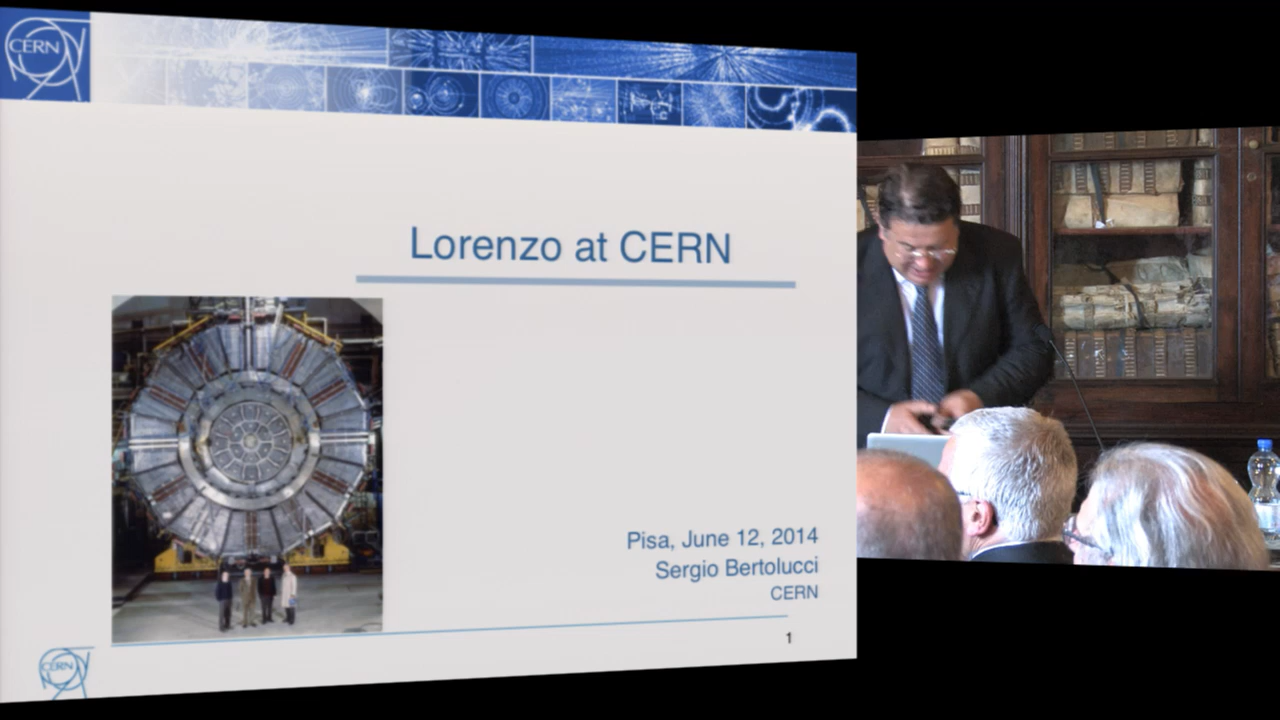 CERN
Lorenzo at CERN
Pisa, June 12, 2014
Sergio Bertolucci
CERN
1
CERN